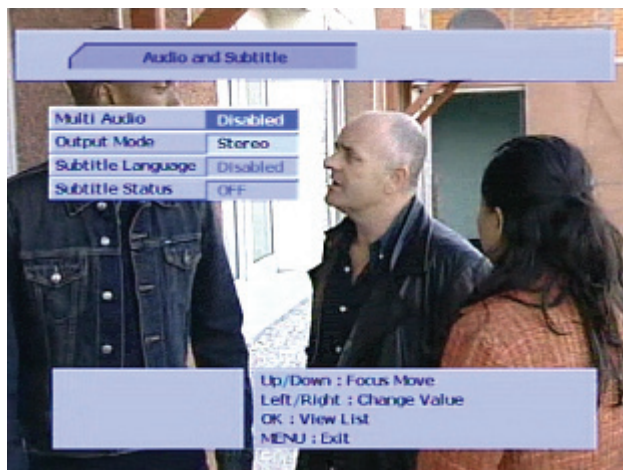 Audio and Subtitle
Multi Audio Disabled
Output Mode Stereo
Subtitle Language Disabled
Subtitle Status OFF
Up/Down : Focus Move
Left/Right : Change Value
OK : View List
MENU : Exit